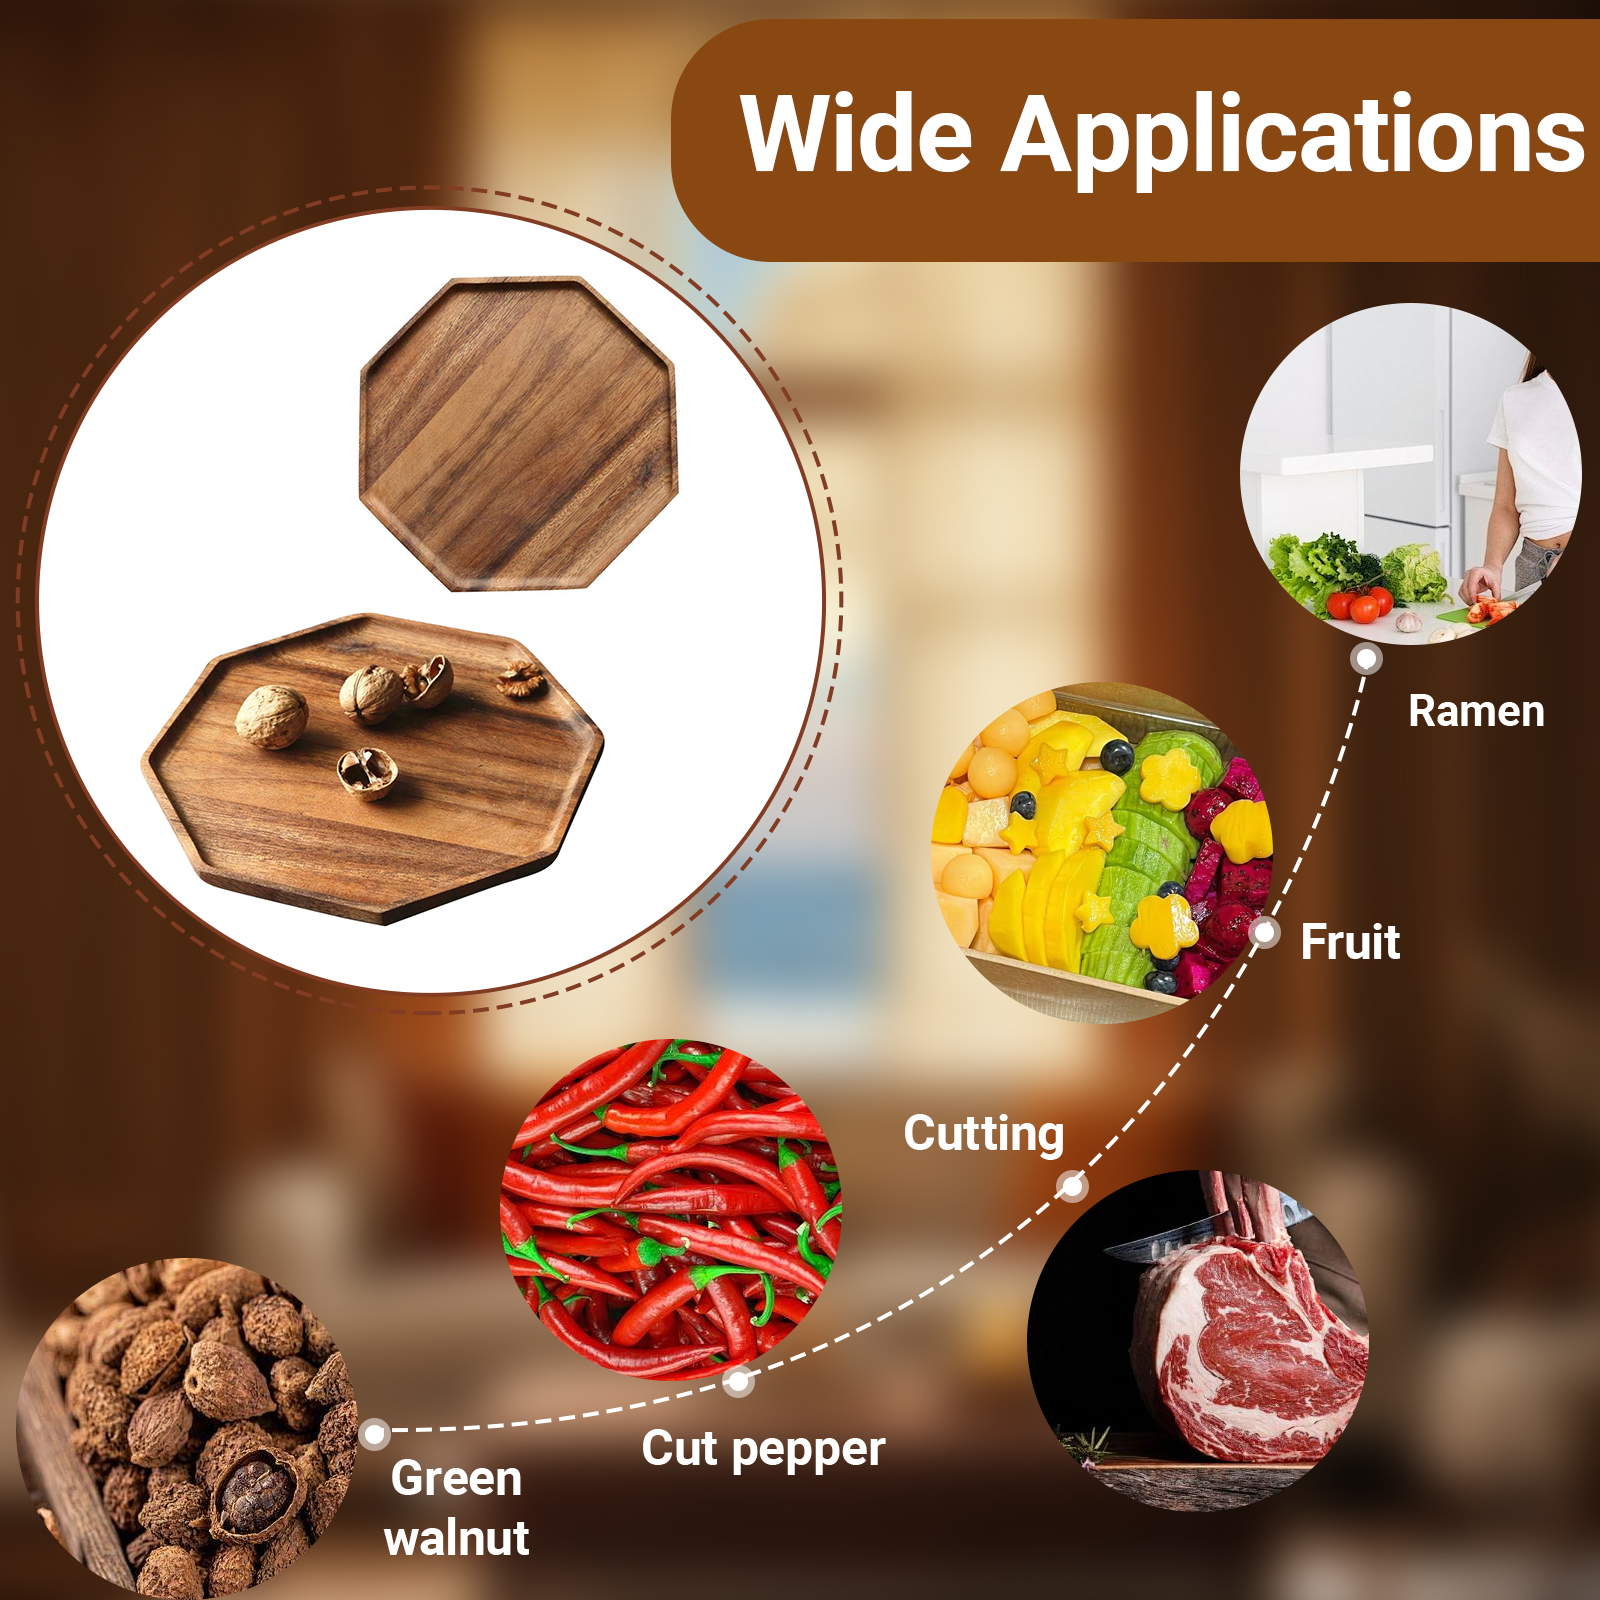 Wide Applications
Ramen
Fruit
Cutting
Cut pepper
Green
walnut